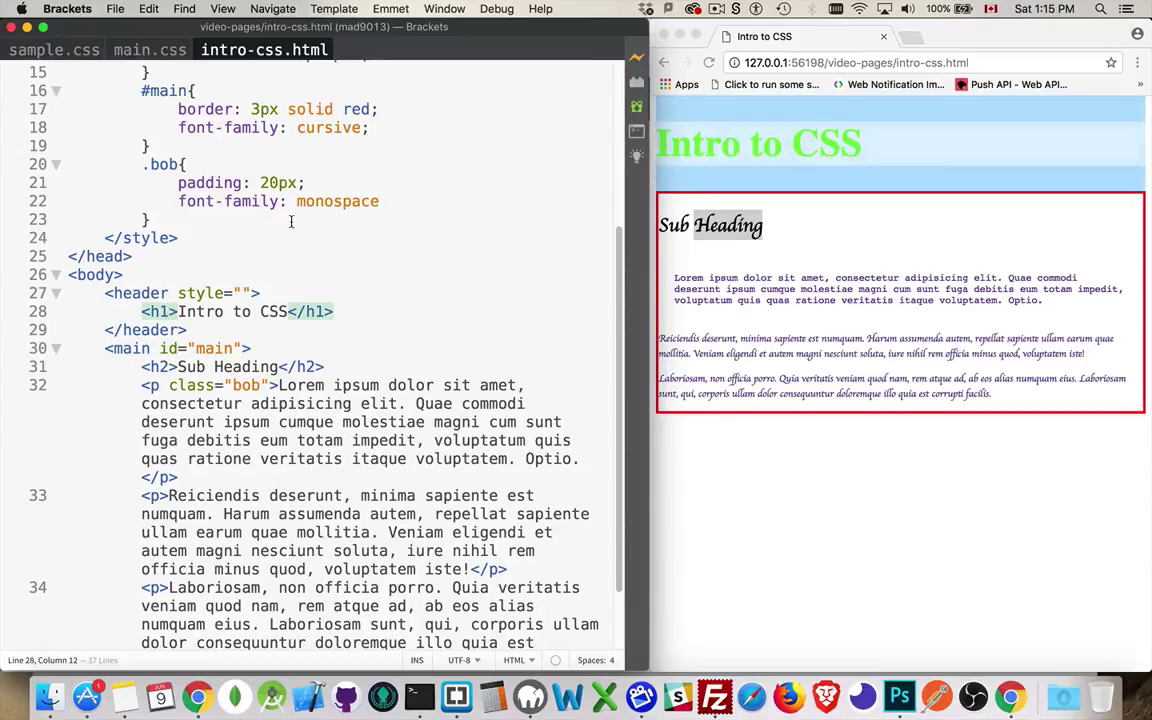 Brackets File Edit Find View Navigate Template Emmet Window Debug Help 100% Sat 1:15 PM
video-pages/intro-css.html (mad9013) — Brackets
sample.css main.css intro-css.html
15 }
16 #main{
17 border: 3px solid red;
18 font-family: cursive;
19 }
20 .bob{
21 padding: 20px;
22 font-family: monospace
23 }
24 </style>
25 </head>
26 <body>
27 <header style="">
28 <h1>Intro to CSS</h1>
29 </header>
30 <main id="main">
31 <h2>Sub Heading</h2>
32 <p class="bob">Lorem ipsum dolor sit amet,
consectetur adipisicing elit. Quae commodi
deserunt ipsum cumque molestiae magni cum sunt
fuga debitis eum totam impedit, voluptatum quis
quas ratione veritatis itaque voluptatem. Optio.
</p>
33 <p>Reiciendis deserunt, minima sapiente est
numquam. Harum assumenda autem, repellat sapiente
ullam earum quae mollitia. Veniam eligendi et
autem magni nesciunt soluta, iure nihil rem
officia minus quod, voluptatem iste!</p>
34 <p>Laboriosam, non officia porro. Quia veritatis
veniam quod nam, rem atque ad, ab eos alias
numquam eius. Laboriosam sunt, qui, corporis ullam
dolor consequuntur doloremque illo quia est
Line 28, Column 12 — 37 Lines INS UTF-8 HTML Spaces: 4
Intro to CSS
127.0.0.1:56198/video-pages/intro-css.html
Apps Click to run some s... Web Notification Im... Push API - Web API... »
Intro to CSS
Sub Heading
Lorem ipsum dolor sit amet, consectetur adipisicing elit. Quae commodi
deserunt ipsum cumque molestiae magni cum sunt fuga debitis eum totam impedit,
voluptatum quis quas ratione veritatis itaque voluptatem. Optio.
Reiciendis deserunt, minima sapiente est numquam. Harum assumenda autem, repellat sapiente ullam earum quae
mollitia. Veniam eligendi et autem magni nesciunt soluta, iure nihil rem officia minus quod, voluptatem iste!
Laboriosam, non officia porro. Quia veritatis veniam quod nam, rem atque ad, ab eos alias numquam eius. Laboriosam
sunt, qui, corporis ullam dolor consequuntur doloremque illo quia est corrupti facilis.